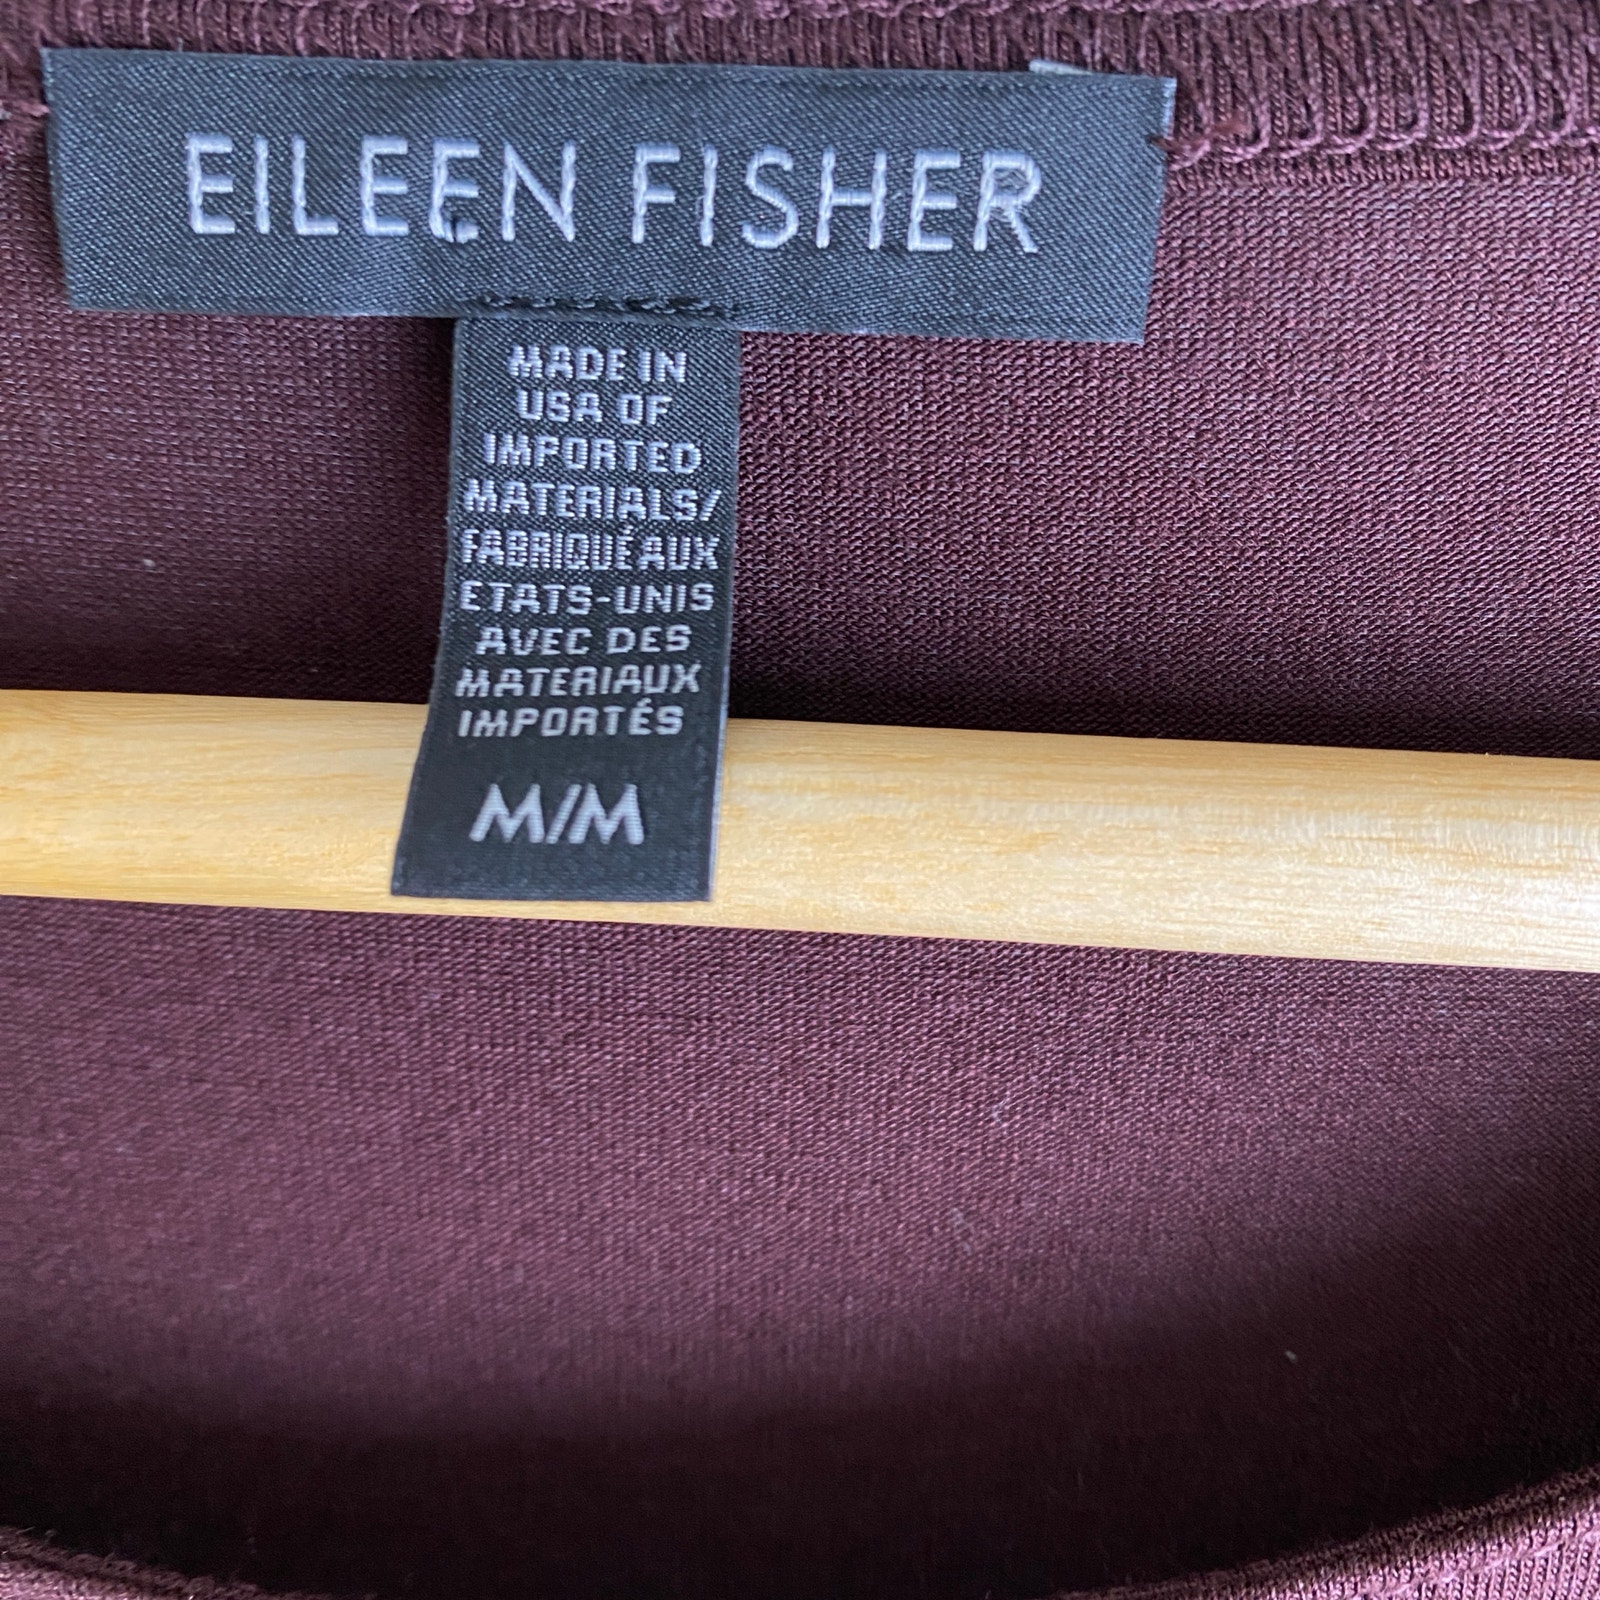 EILEEN FISHER
MADE IN
USA OF
IMPORTED
MATERIALS/
FABRIQUÉ AUX
ETATS-UNIS
AVEC DES
MATERIAUX
IMPORTÉS
M/M